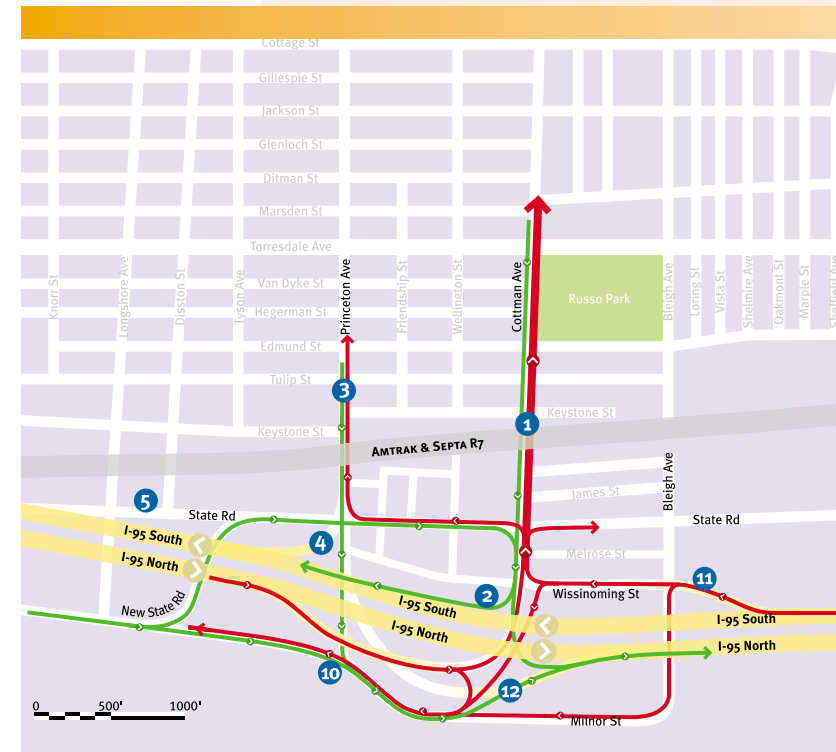 Cottage St
Gillespie St
Jackson St
Glenloch St
Ditman St
Marsden St
Torresdale Ave
Van Dyke St
Hegerman St
Edmund St
Tulip St
Keystone St
Knorr St
Longshore Ave
Disston St
Tyson Ave
Princeton Ave
Friendship St
Wellington St
Cottman Ave
Russo Park
Bleigh Ave
Loring St
Vista St
Shelmire Ave
Oakmont St
Marple St
Sheffield Ave
3
1
Keystone St
Amtrak & Septa R7
Bleigh Ave
James St
5
State Rd
State Rd
I-95 South
4
Melrose St
I-95 North
2
11
Wissinoming St
New State Rd
I-95 South
I-95 North
I-95 South
I-95 North
10
12
0 500' 1000'
Milnor St